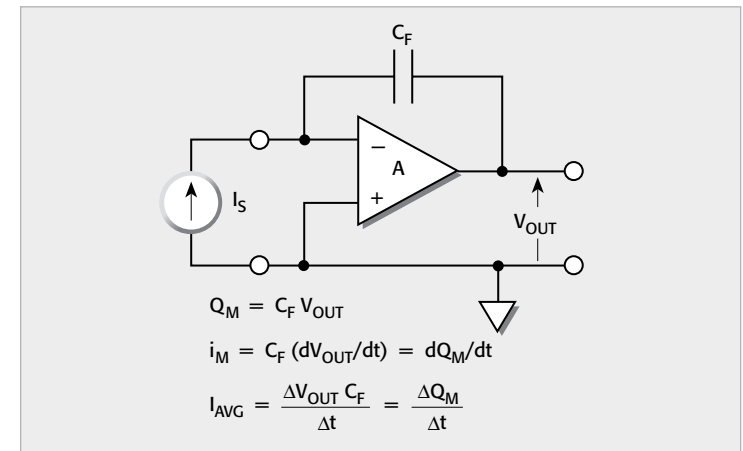 C_F
−
A
+
I_S
V_OUT
Q_M = C_F V_OUT
i_M = C_F (dV_OUT/dt) = dQ_M/dt
I_AVG = ΔV_OUT C_F / Δt = ΔQ_M / Δt